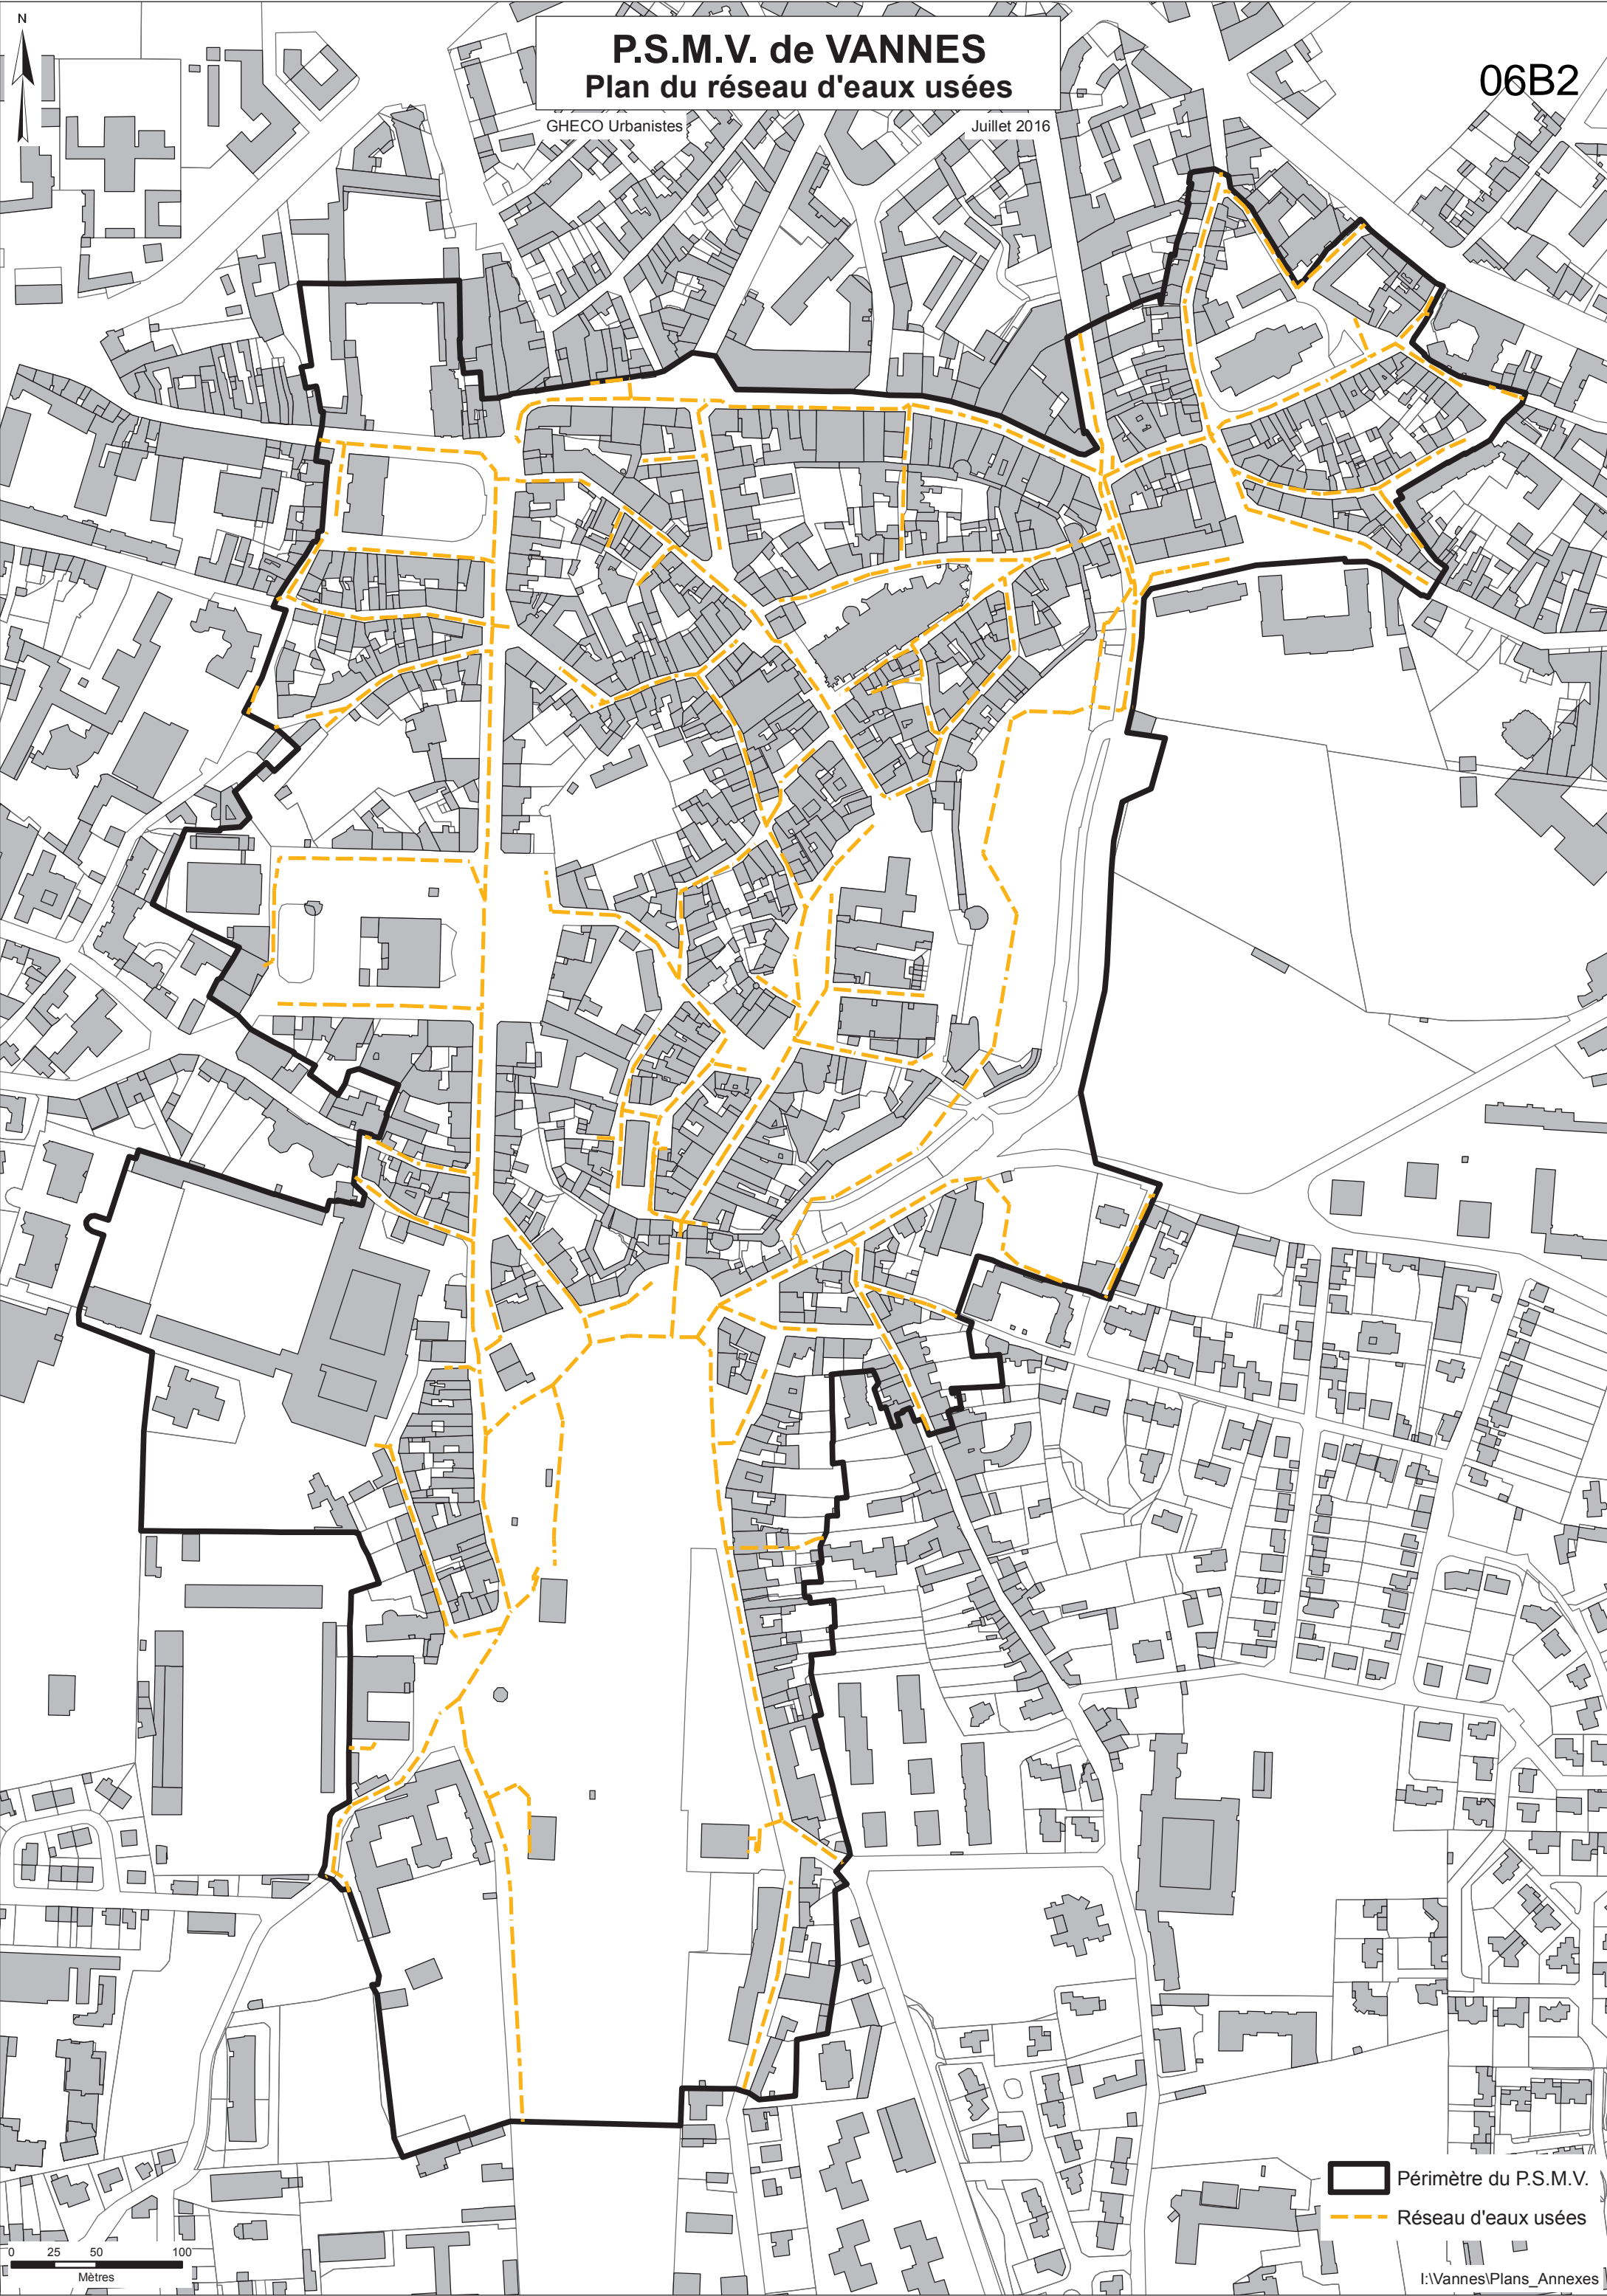 N
P.S.M.V. de VANNES
Plan du réseau d'eaux usées
06B2
GHECO Urbanistes
Juillet 2016
Périmètre du P.S.M.V.
Réseau d'eaux usées
0 25 50 100
Mètres
I:\Vannes\Plans_Annexes